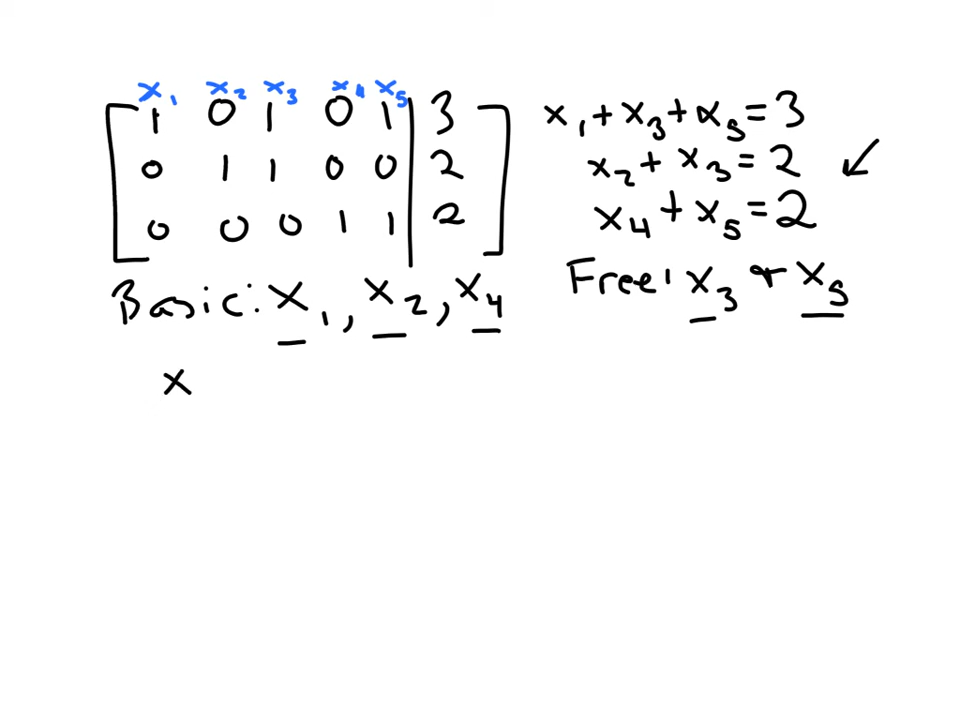 x₁ x₂ x₃ x₄ x₅
1 0 1 0 1 | 3
0 1 1 0 0 | 2
0 0 0 1 1 | 2
x₁+x₃+x₅=3
x₂+x₃=2 ↙
x₄+x₅=2
Basic: x₁, x₂, x₄
Free: x₃ & x₅
x